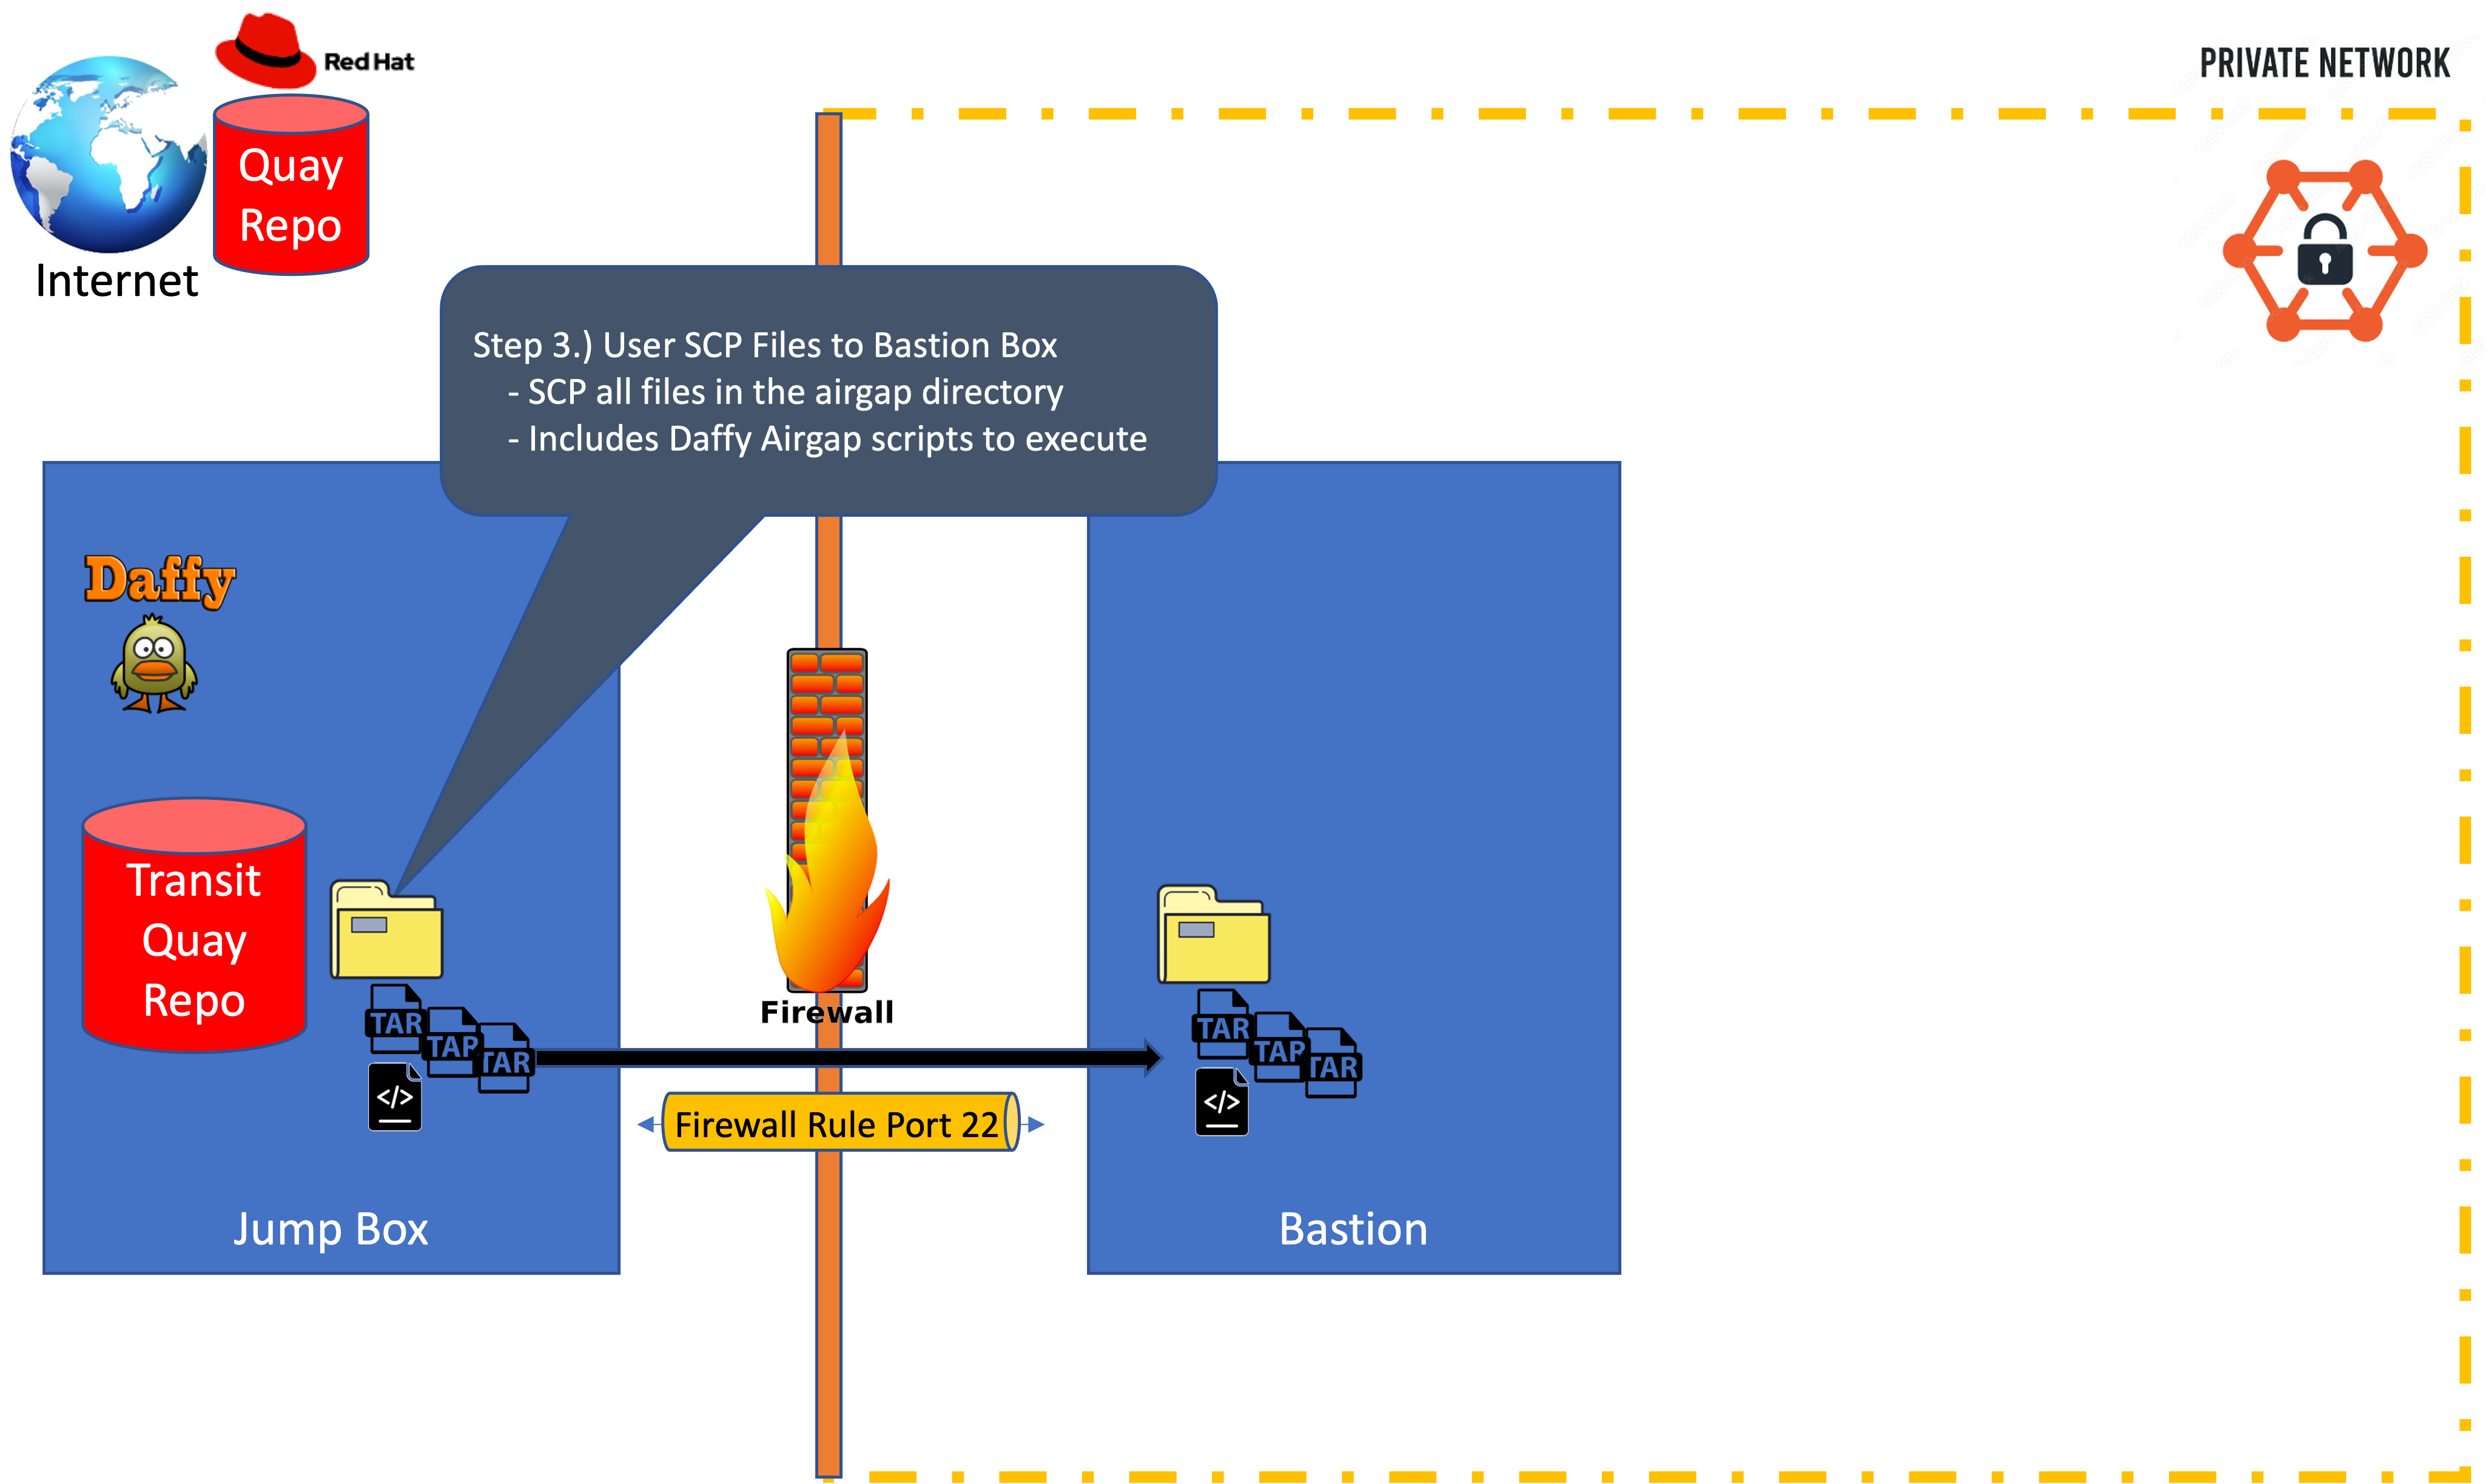 Red Hat
PRIVATE NETWORK
Quay
Repo
Internet
Step 3.) User SCP Files to Bastion Box
- SCP all files in the airgap directory
- Includes Daffy Airgap scripts to execute
Daffy
Transit
Quay
Repo
TAR
TAR
TAR
</>
Firewall
Firewall Rule Port 22
TAR
TAR
TAR
</>
Jump Box
Bastion